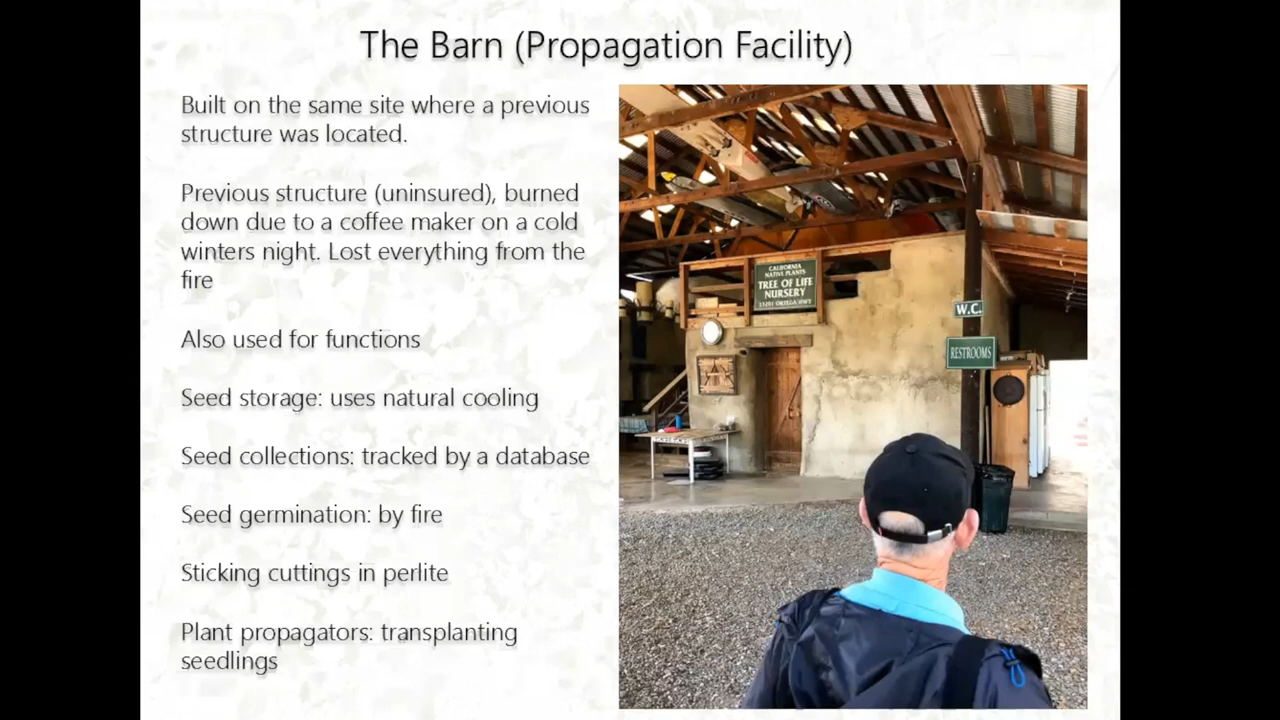 The Barn (Propagation Facility)
Built on the same site where a previous
structure was located.
Previous structure (uninsured), burned
down due to a coffee maker on a cold
winters night. Lost everything from the
fire
Also used for functions
Seed storage: uses natural cooling
Seed collections: tracked by a database
Seed germination: by fire
Sticking cuttings in perlite
Plant propagators: transplanting
seedlings
CALIFORNIA
NATIVE PLANTS
TREE OF LIFE
NURSERY
33201 ORTEGA HWY
W.C.
RESTROOMS